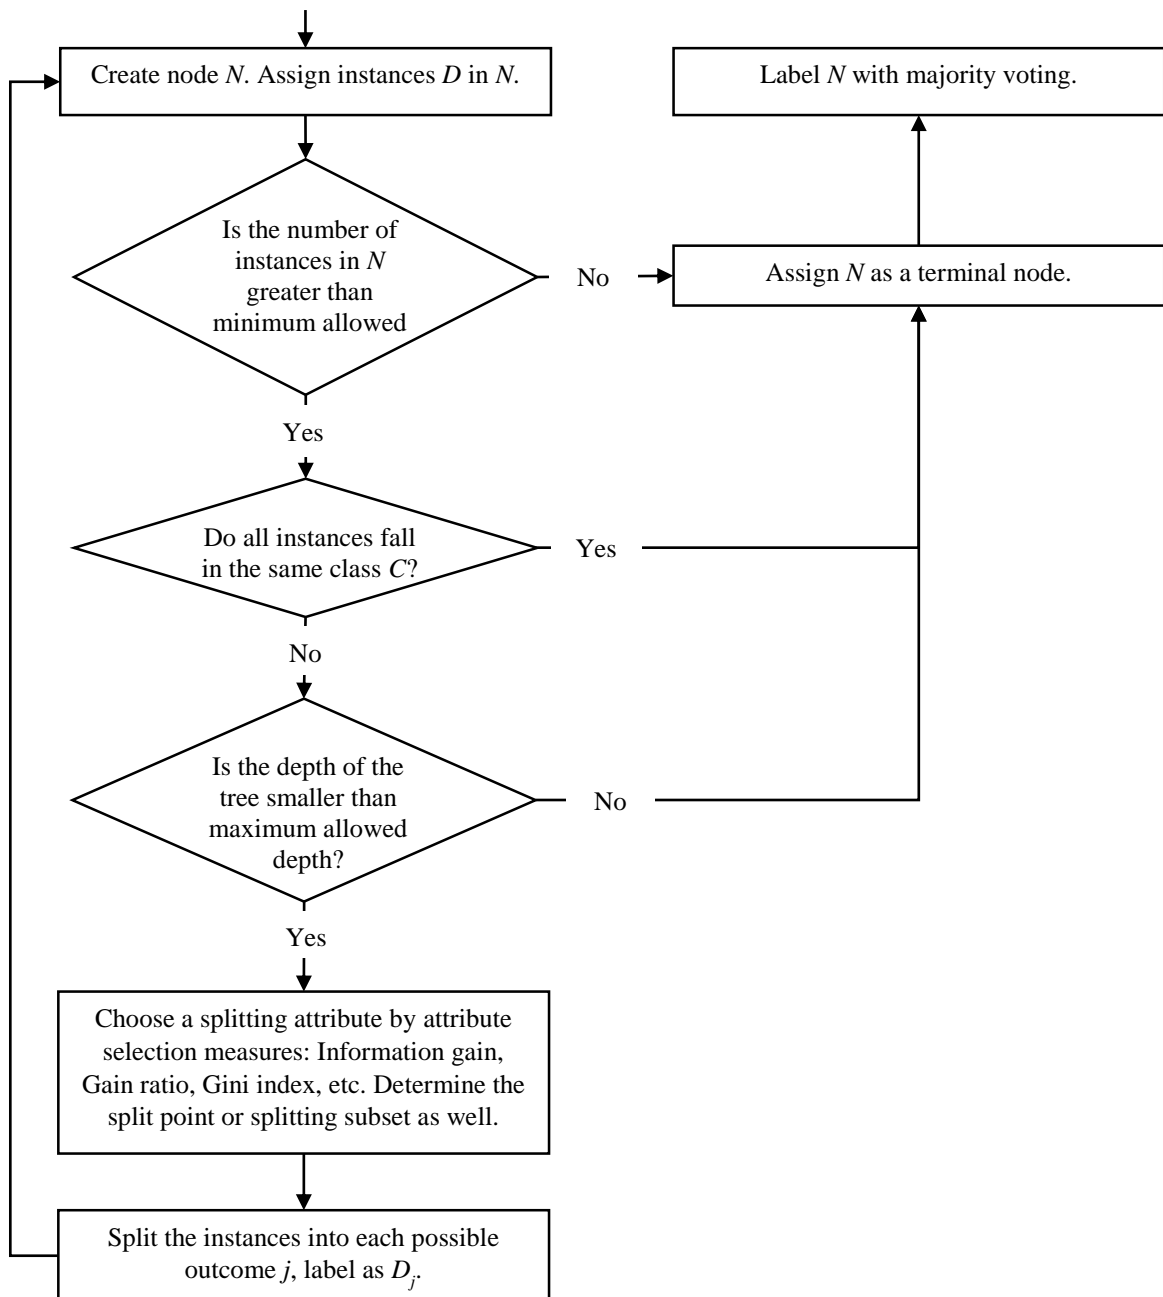 Create node N. Assign instances D in N.
Label N with majority voting.
Is the number of
instances in N
greater than
minimum allowed
No
Assign N as a terminal node.
Yes
Do all instances fall
in the same class C?
Yes
No
Is the depth of the
tree smaller than
maximum allowed
depth?
No
Yes
Choose a splitting attribute by attribute
selection measures: Information gain,
Gain ratio, Gini index, etc. Determine the
split point or splitting subset as well.
Split the instances into each possible
outcome j, label as Dj.